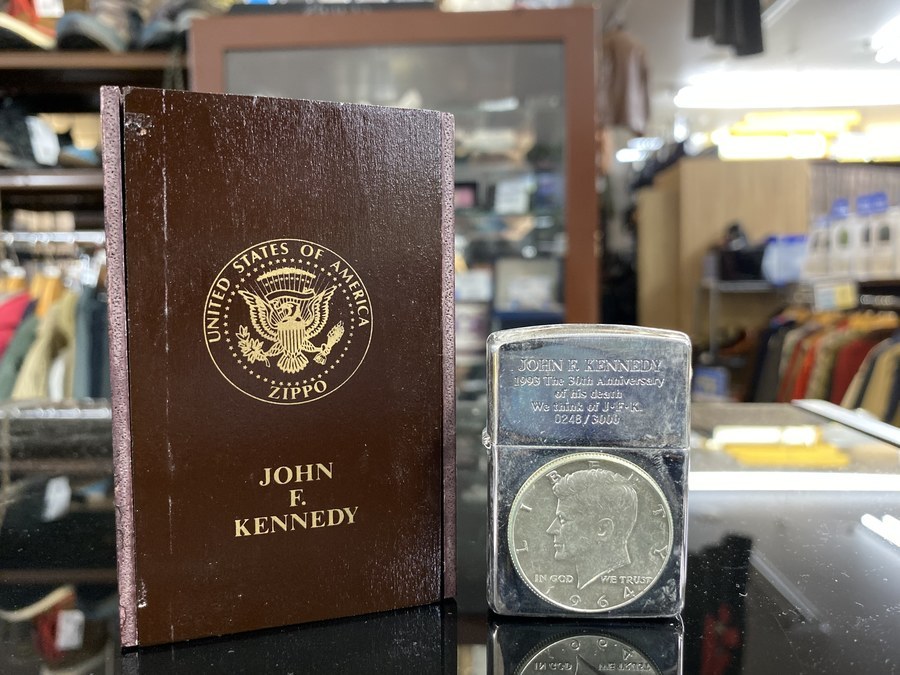 UNITED STATES OF AMERICA
ZIPPO
JOHN
F.
KENNEDY
JOHN F. KENNEDY
1993 The 30th Anniversary
of his death
We think of J·F·K.
0248/3000
LIBERTY
IN GOD WE TRUST
1964